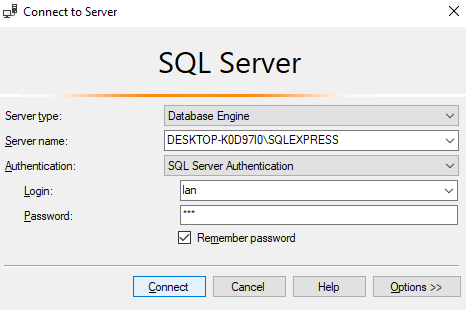 Connect to Server
SQL Server
Server type: Database Engine
Server name: DESKTOP-K0D97I0\SQLEXPRESS
Authentication: SQL Server Authentication
Login: lan
Password: ***
Remember password
Connect Cancel Help Options >>